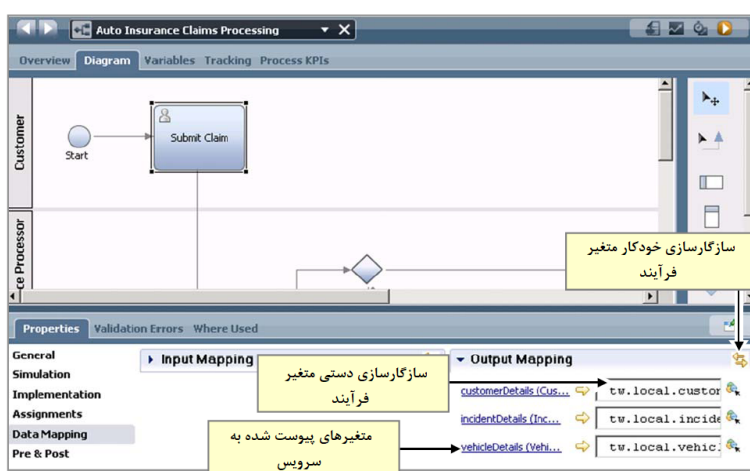 Auto Insurance Claims Processing
Overview Diagram Variables Tracking Process KPIs
Customer
Submit Claim
Start
ce Processor
سازگارسازی خودکار متغیر
فرآیند
Properties Validation Errors Where Used
General
Simulation
Implementation
Assignments
Data Mapping
Pre & Post
Input Mapping
Output Mapping
سازگارسازی دستی متغیر
فرآیند
customerDetails (Cus... tw.local.custor
incidentDetails (Inc... tw.local.incide
متغیرهای پیوست شده به
سرویس
vehicleDetails (Vehi... tw.local.vehic: